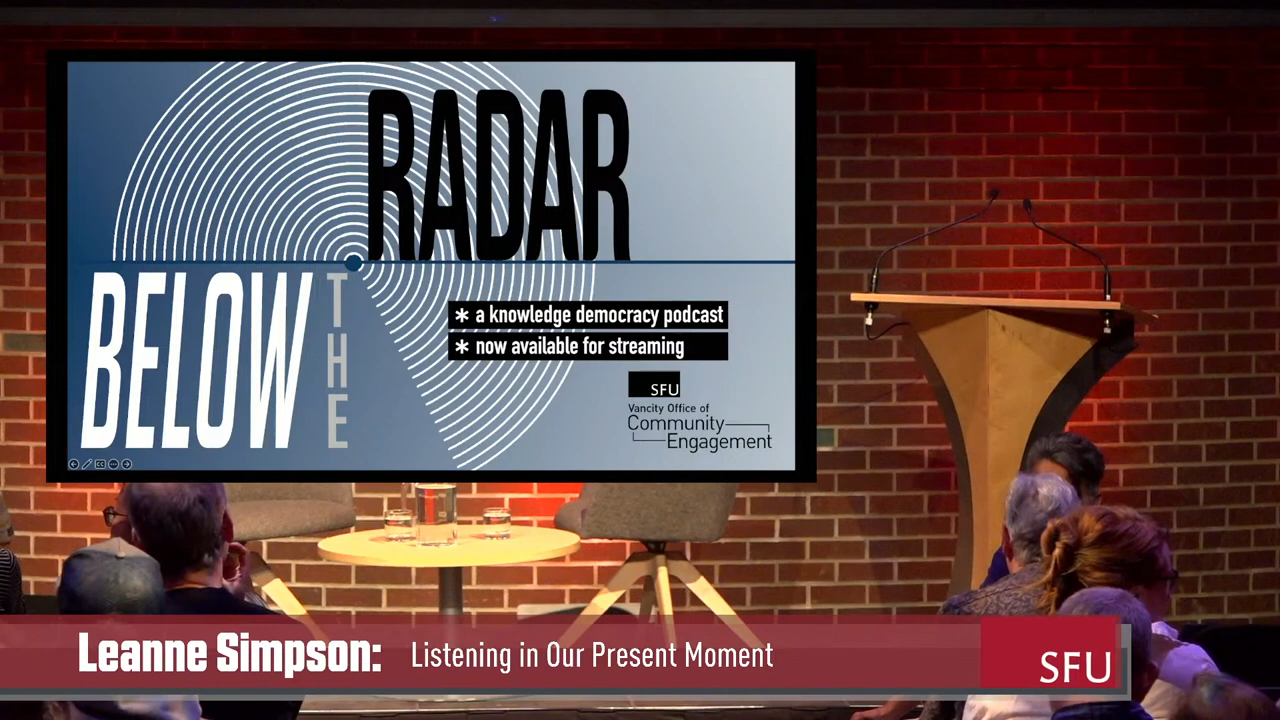 RADAR
BELOW
THE
* a knowledge democracy podcast
* now available for streaming
SFU
Vancity Office of
Community
Engagement
Leanne Simpson: Listening in Our Present Moment
SFU